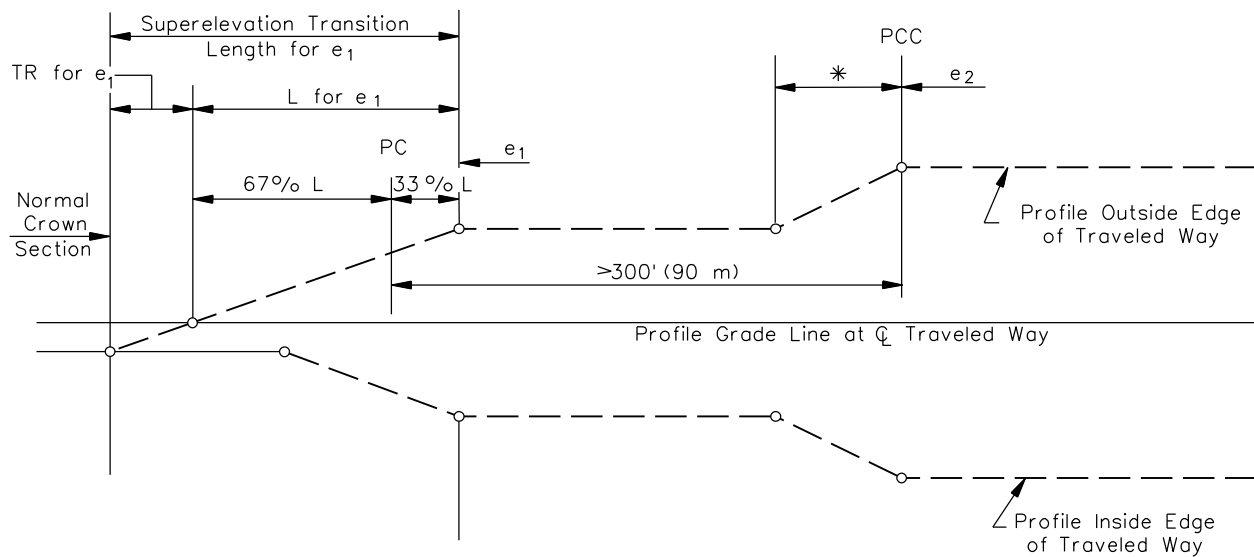 Superelevation Transition
Length for e1
PCC
TR for e1
*
e2
L for e1
PC
e1
67% L
33% L
Normal
Crown
Section
Profile Outside Edge
of Traveled Way
>300' (90 m)
Profile Grade Line at ℄ Traveled Way
Profile Inside Edge
of Traveled Way